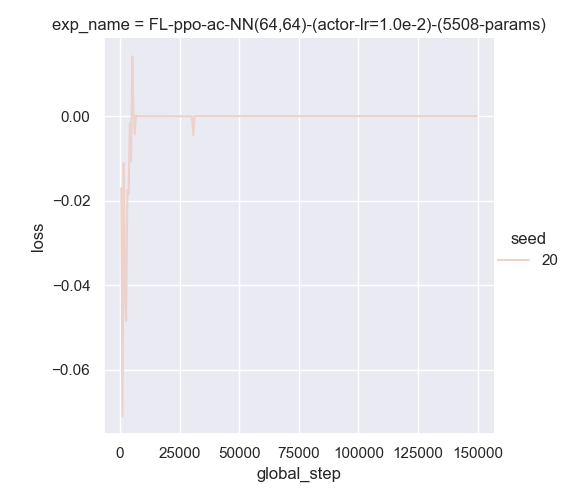 exp_name = FL-ppo-ac-NN(64,64)-(actor-lr=1.0e-2)-(5508-params)
0.00
−0.02
−0.04
−0.06
loss
0 25000 50000 75000 100000 125000 150000
global_step
seed
20